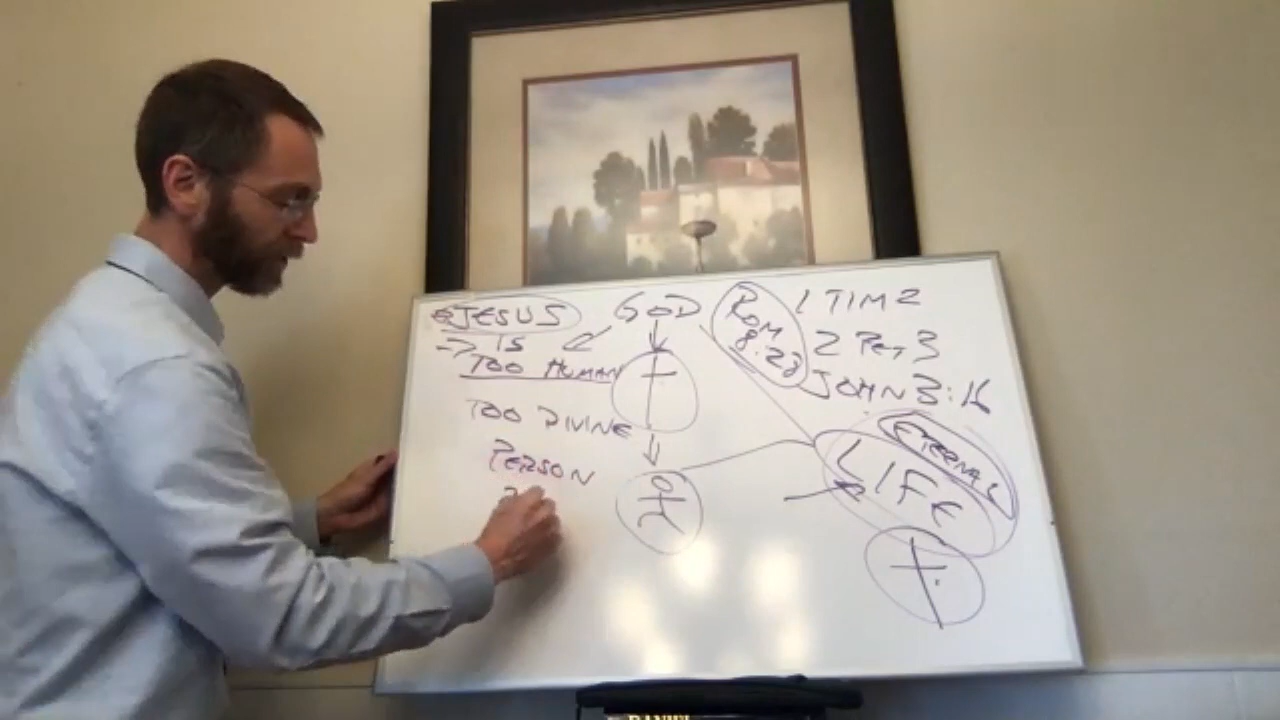 JESUS
IS
TOO HUMAN
TOO DIVINE
PERSON
GOD
ROM
8:28
1 TIM 2
2 PET 3
JOHN 3:16
ETERNAL
LIFE